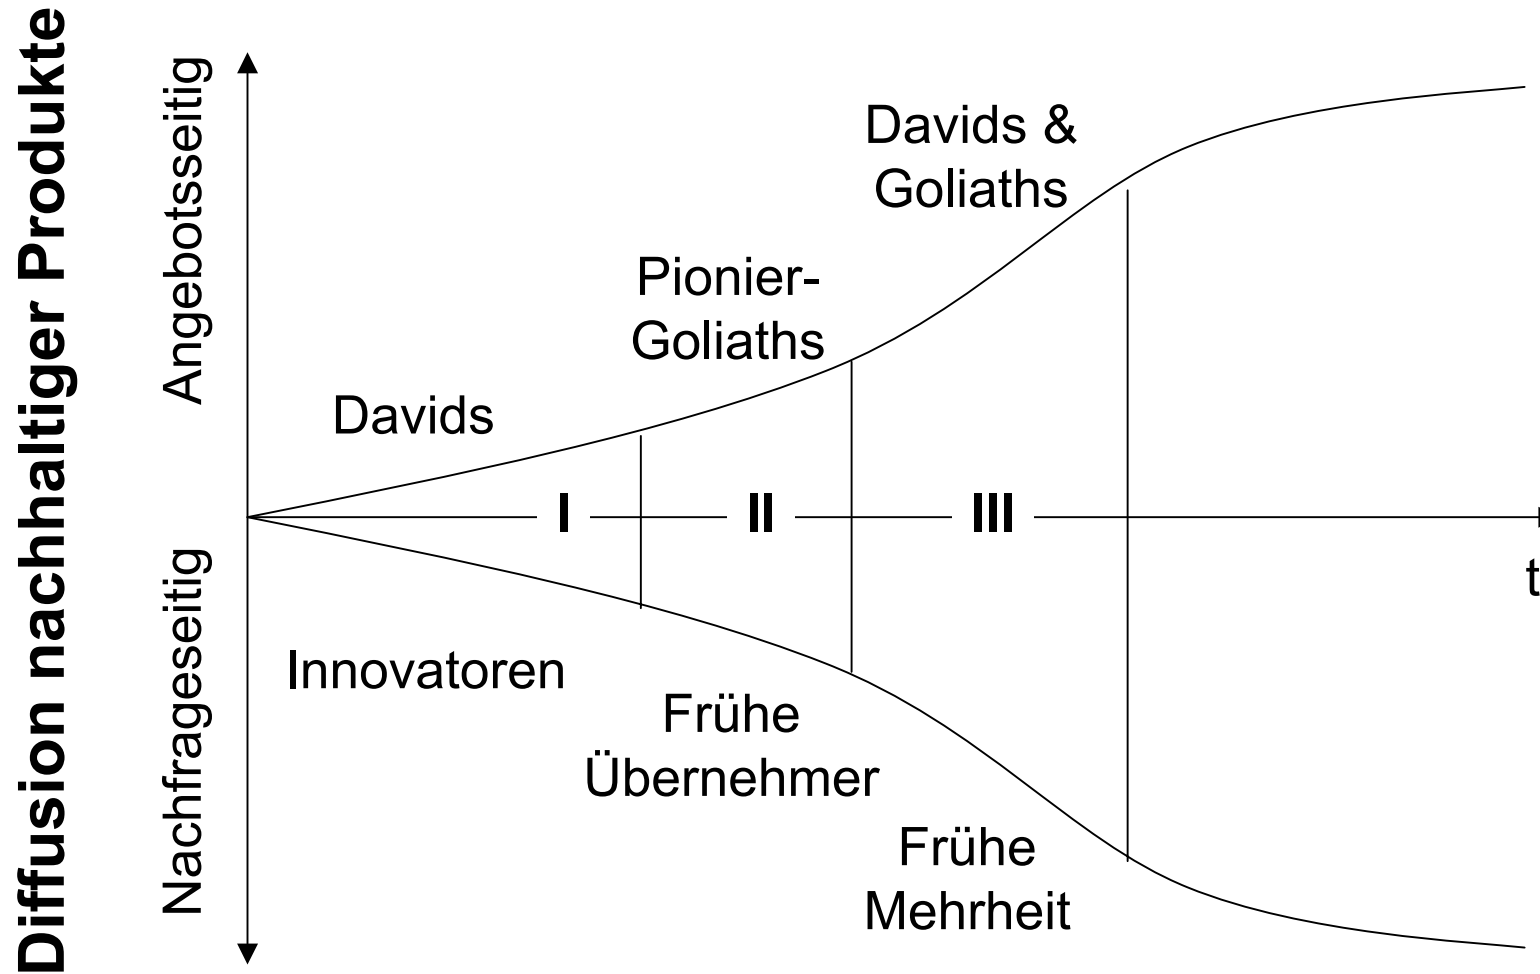 Diffusion nachhaltiger Produkte
Angebotsseitig
Nachfrageseitig
Davids &
Goliaths
Pionier-
Goliaths
Davids
I
II
III
t
Innovatoren
Frühe
Übernehmer
Frühe
Mehrheit